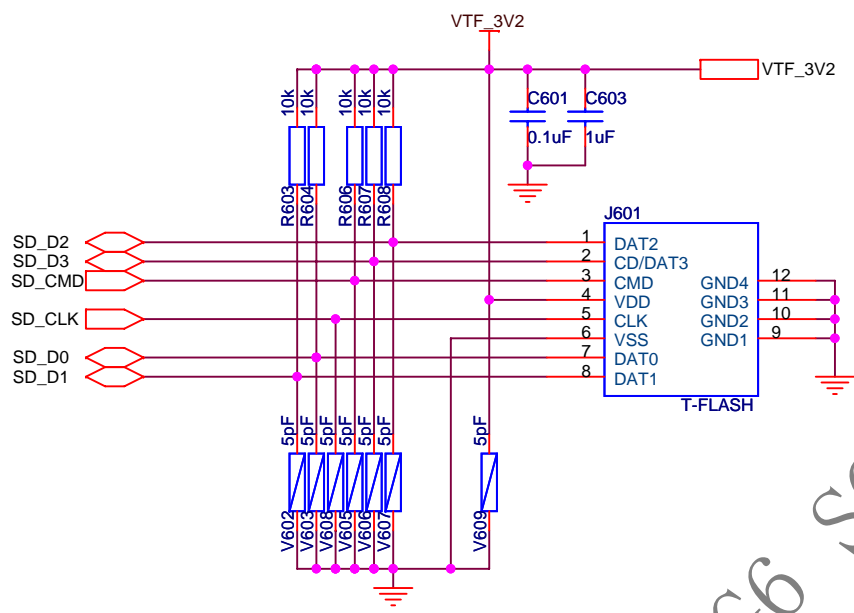 VTF_3V2
VTF_3V2
10k
10k
10k
10k
10k
C601
C603
0.1uF
1uF
R603
R604
R606
R607
R608
J601
SD_D2
1
DAT2
SD_D3
2
CD/DAT3
SD_CMD
3
CMD
GND4
12
4
VDD
GND3
11
SD_CLK
5
CLK
GND2
10
6
VSS
GND1
9
SD_D0
7
DAT0
SD_D1
8
DAT1
T-FLASH
5pF
5pF
5pF
5pF
5pF
5pF
5pF
V602
V603
V608
V605
V606
V607
V609